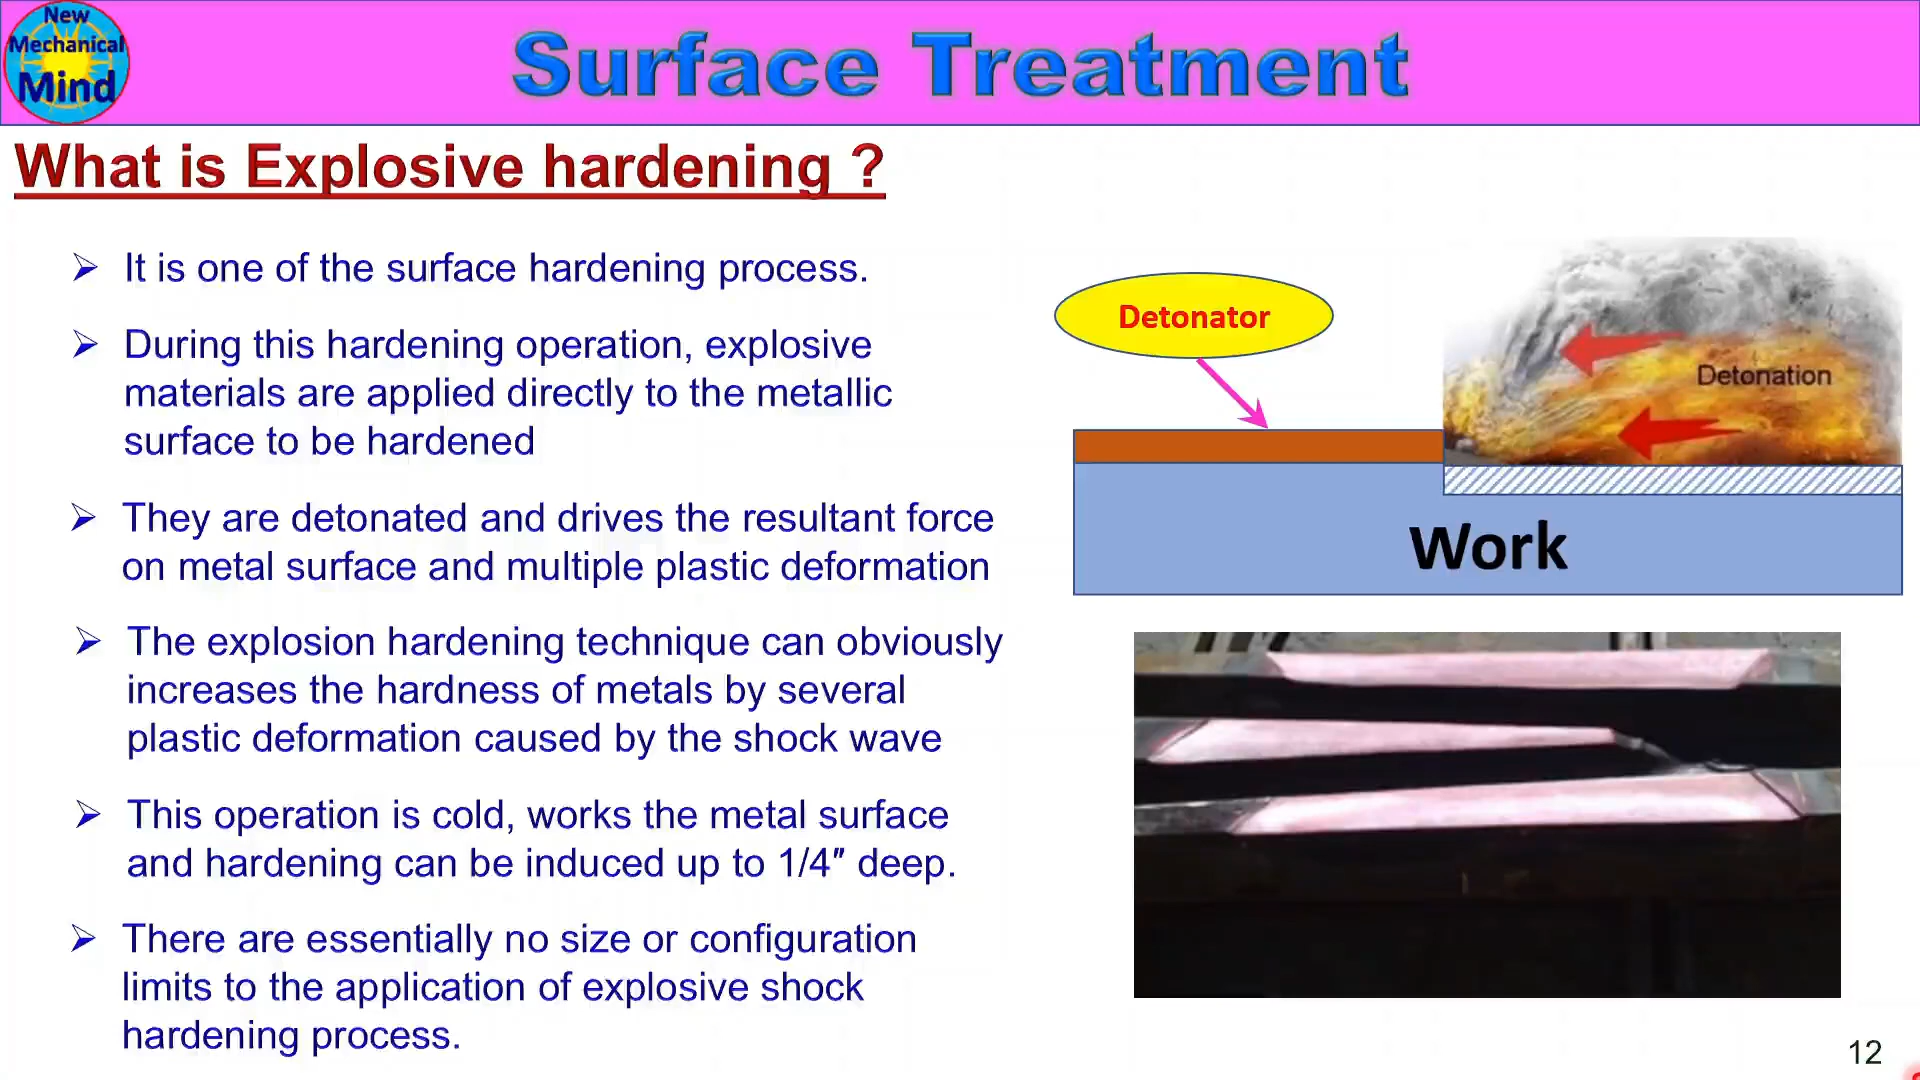 New
Mechanical
Mind
Surface Treatment
What is Explosive hardening ?
➢ It is one of the surface hardening process.
➢ During this hardening operation, explosive
materials are applied directly to the metallic
surface to be hardened
➢ They are detonated and drives the resultant force
on metal surface and multiple plastic deformation
➢ The explosion hardening technique can obviously
increases the hardness of metals by several
plastic deformation caused by the shock wave
➢ This operation is cold, works the metal surface
and hardening can be induced up to 1/4″ deep.
➢ There are essentially no size or configuration
limits to the application of explosive shock
hardening process.
Detonator
Detonation
Work
12